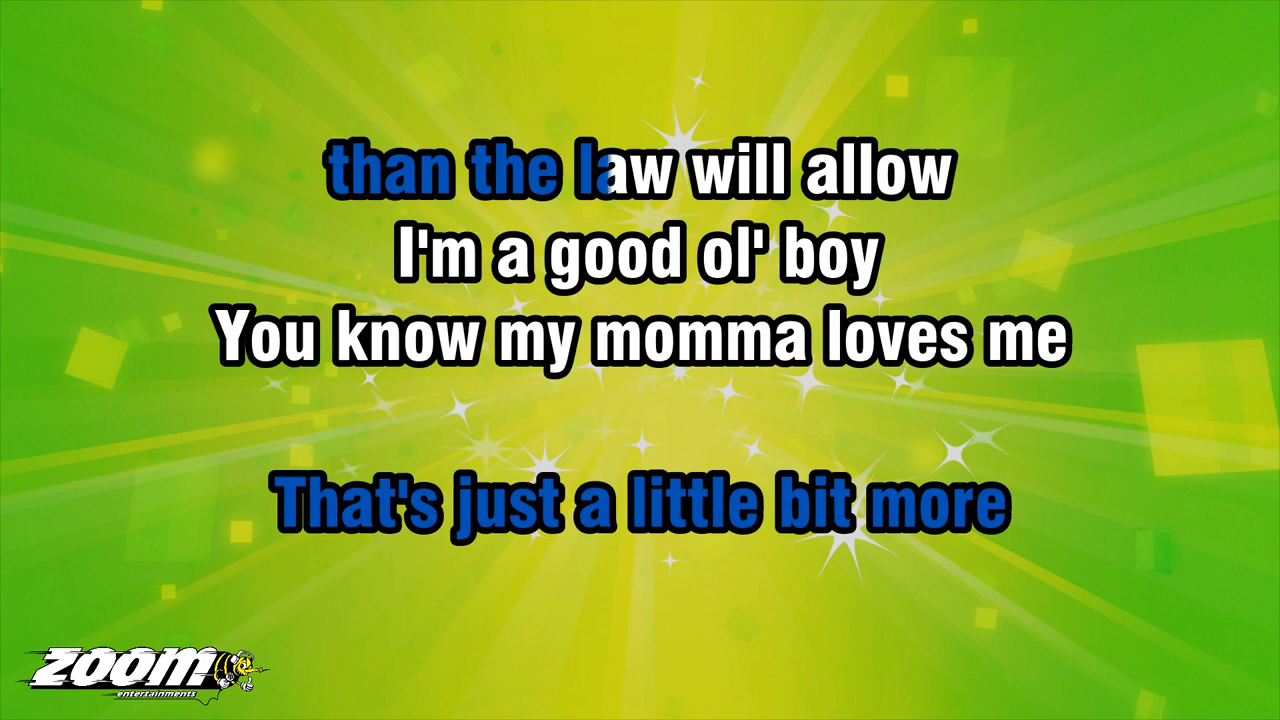 than the law will allow
I'm a good ol' boy
You know my momma loves me
That's just a little bit more
zoom
entertainments